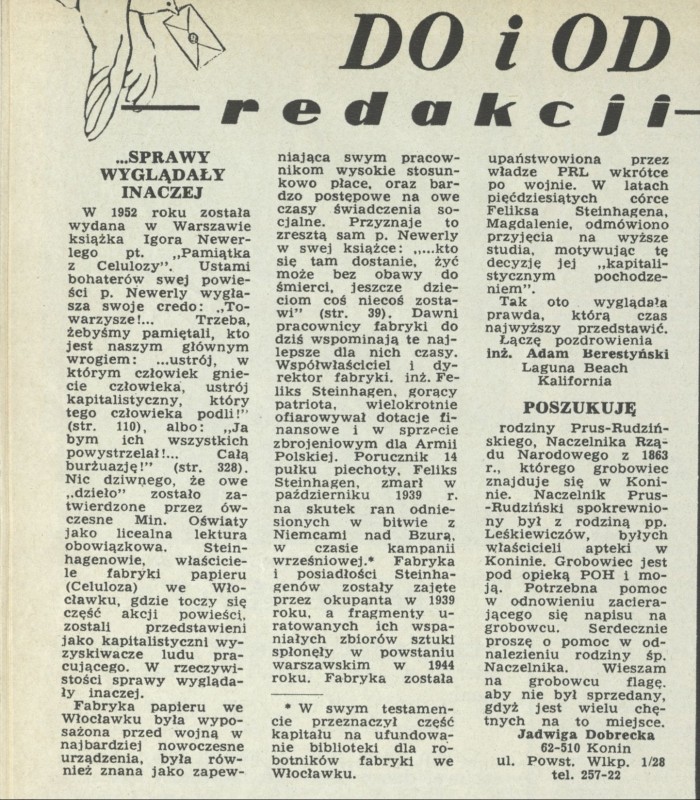 DO i OD
redakcji
...SPRAWY
WYGLĄDAŁY
INACZEJ
W 1952 roku została
wydana w Warszawie
książka Igora Newer-
lego pt. „Pamiątka
z Celulozy”. Ustami
bohaterów swej powie-
ści p. Newerly wygła-
sza swoje credo: „To-
warzysze!... Trzeba,
żebyśmy pamiętali, kto
jest naszym głównym
wrogiem: ...ustrój, w
którym człowiek gnie-
cie człowieka, ustrój
kapitalistyczny, który
tego człowieka podli!”
(str. 110), albo: „Ja
bym ich wszystkich
powystrzelał!... Całą
burżuazję!” (str. 328).
Nic dziwnego, że owe
„dzieło” zostało za-
twierdzone przez ów-
czesne Min. Oświaty
jako licealna lektura
obowiązkowa. Stein-
hagenowie, właścicie-
le fabryki papieru
(Celuloza) we Wło-
cławku, gdzie toczy się
część akcji powieści,
zostali przedstawieni
jako kapitalistyczni wy-
zyskiwacze ludu pra-
cującego. W rzeczywi-
stości sprawy wygląda-
ły inaczej.
Fabryka papieru we
Włocławku była wypo-
sażona przed wojną w
najbardziej nowoczesne
urządzenia, była rów-
nież znana jako zapew-
niająca swym pracow-
nikom wysokie stosun-
kowo płace, oraz bar-
dzo postępowe na owe
czasy świadczenia so-
cjalne. Przyznaje to
zresztą sam p. Newerly
w swej książce: „....kto
się tam dostanie, żyć
może bez obawy do
śmierci, jeszcze dzie-
ciom coś niecoś zosta-
wi” (str. 39). Dawni
pracownicy fabryki do
dziś wspominają te naj-
lepsze dla nich czasy.
Współwłaściciel i dy-
rektor fabryki, inż. Fe-
liks Steinhagen, gorący
patriota, wielokrotnie
ofiarowywał dotacje fi-
nansowe i w sprzęcie
zbrojeniowym dla Armii
Polskiej. Porucznik 14
pułku piechoty, Feliks
Steinhagen, zmarł w
październiku 1939 r.
na skutek ran odnie-
sionych w bitwie z
Niemcami nad Bzurą,
w czasie kampanii
wrześniowej.* Fabryka
i posiadłości Steinha-
genów zostały zajęte
przez okupanta w 1939
roku, a fragmenty u-
ratowanych ich wspa-
niałych zbiorów sztuki
spłonęły w powstaniu
warszawskim w 1944
roku. Fabryka została
* W swym testamen-
cie przeznaczył część
kapitału na ufundowa-
nie biblioteki dla ro-
botników fabryki we
Włocławku.
upaństwowiona przez
władze PRL wkrótce
po wojnie. W latach
pięćdziesiątych córce
Feliksa Steinhagena,
Magdalenie, odmówiono
przyjęcia na wyższe
studia, motywując tę
decyzję jej „kapitali-
stycznym pochodze-
niem”.
Tak oto wyglądała
prawda, którą czas
najwyższy przedstawić.
Łączę pozdrowienia
inż. Adam Berestyński
Laguna Beach
Kalifornia
POSZUKUJĘ
rodziny Prus-Rudziń-
skiego, Naczelnika Rzą-
du Narodowego z 1863
r., którego grobowiec
znajduje się w Koni-
nie. Naczelnik Prus-
-Rudziński spokrewnio-
ny był z rodziną pp.
Leśkiewiczów, byłych
właścicieli apteki w
Koninie. Grobowiec jest
pod opieką POH i mo-
ją. Potrzebna pomoc
w odnowieniu zaciera-
jącego się napisu na
grobowcu. Serdecznie
proszę o pomoc w od-
nalezieniu rodziny śp.
Naczelnika. Wieszam
na grobowcu flagę,
aby nie był sprzedany,
gdyż jest wielu chę-
tnych na to miejsce.
Jadwiga Dobrecka
62-510 Konin
ul. Powst. Wlkp. 1/28
tel. 257-22